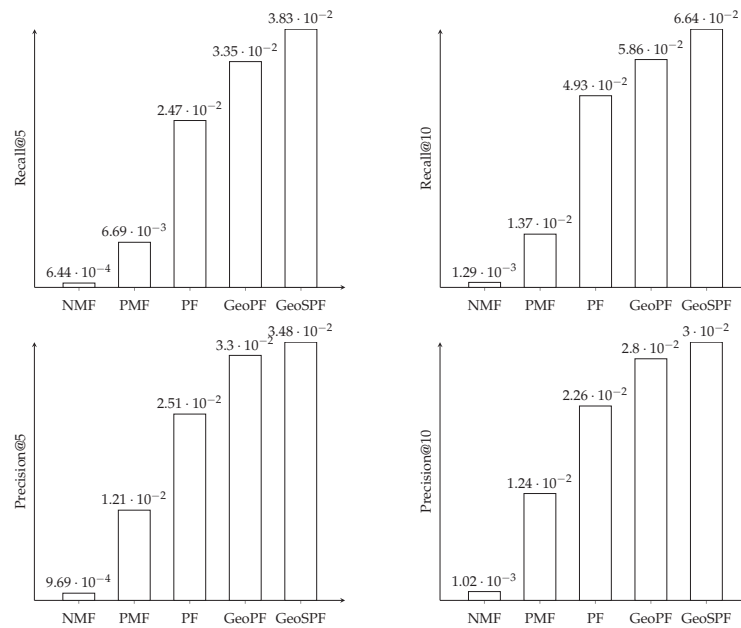 Recall@5
6.44 · 10⁻⁴
6.69 · 10⁻³
2.47 · 10⁻²
3.35 · 10⁻²
3.83 · 10⁻²
NMF PMF PF GeoPF GeoSPF
Recall@10
1.29 · 10⁻³
1.37 · 10⁻²
4.93 · 10⁻²
5.86 · 10⁻²
6.64 · 10⁻²
NMF PMF PF GeoPF GeoSPF
Precision@5
9.69 · 10⁻⁴
1.21 · 10⁻²
2.51 · 10⁻²
3.3 · 10⁻²
3.48 · 10⁻²
NMF PMF PF GeoPF GeoSPF
Precision@10
1.02 · 10⁻³
1.24 · 10⁻²
2.26 · 10⁻²
2.8 · 10⁻²
3 · 10⁻²
NMF PMF PF GeoPF GeoSPF